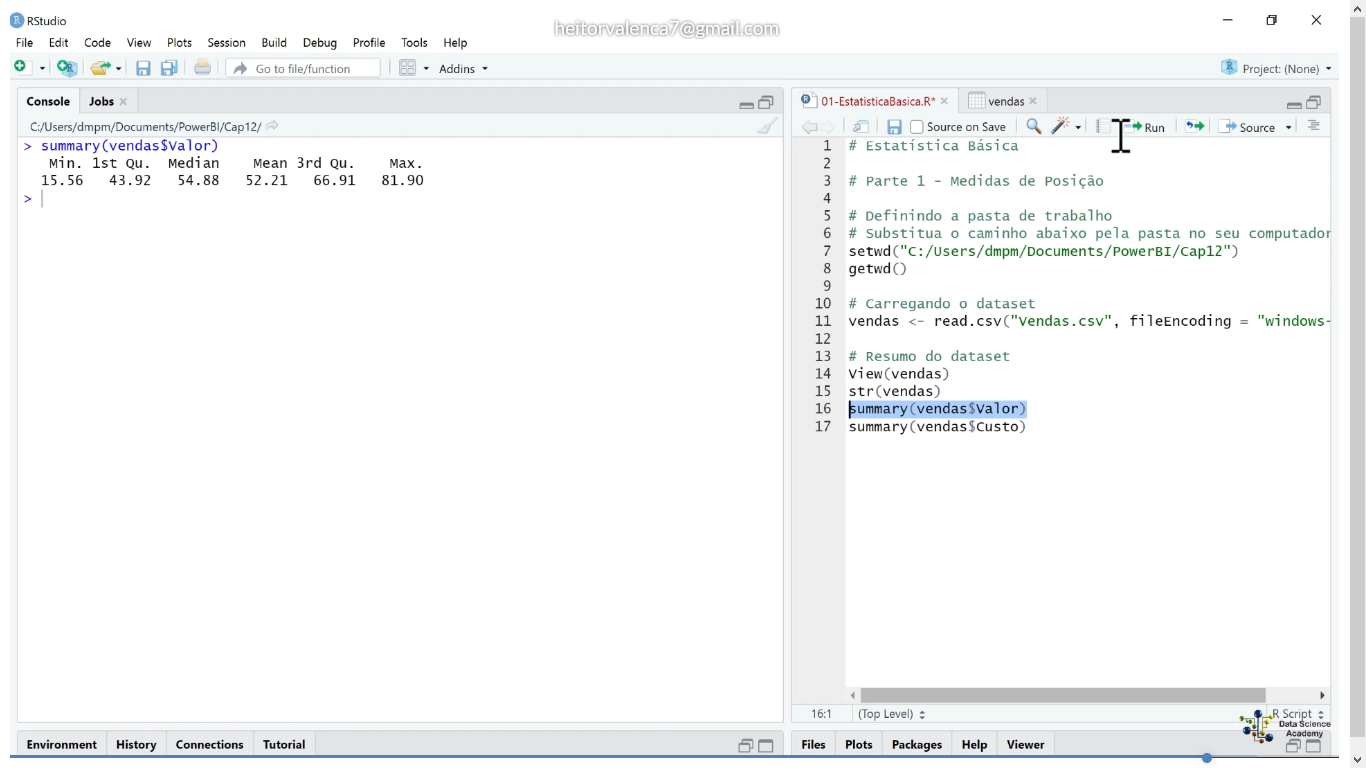 RStudio
heitorvalenca7@gmail.com
File Edit Code View Plots Session Build Debug Profile Tools Help
Go to file/function Addins Project: (None)
Console Jobs
C:/Users/dmpm/Documents/PowerBI/Cap12/
> summary(vendas$Valor)
Min. 1st Qu. Median Mean 3rd Qu. Max.
15.56 43.92 54.88 52.21 66.91 81.90
>
01-EstatisticaBasica.R* vendas
Source on Save Run Source
1 # Estatística Básica
2
3 # Parte 1 - Medidas de Posição
4
5 # Definindo a pasta de trabalho
6 # Substitua o caminho abaixo pela pasta no seu computador
7 setwd("C:/Users/dmpm/Documents/PowerBI/Cap12")
8 getwd()
9
10 # Carregando o dataset
11 vendas <- read.csv("Vendas.csv", fileEncoding = "windows-
12
13 # Resumo do dataset
14 View(vendas)
15 str(vendas)
16 summary(vendas$Valor)
17 summary(vendas$Custo)
16:1 (Top Level) R Script
Data Science
Academy
Environment History Connections Tutorial
Files Plots Packages Help Viewer